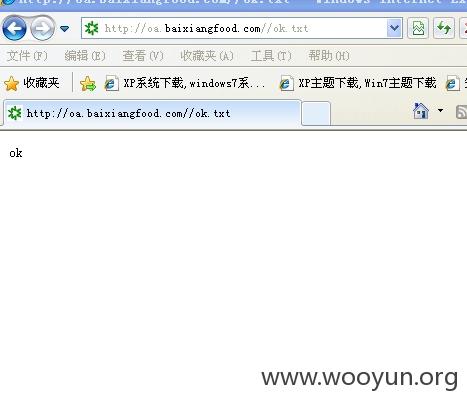 http://oa.baixiangfood.com//ok.txt - Windows Internet Exp
http://oa.baixiangfood.com//ok.txt
文件(F) 编辑(E) 查看(V) 收藏夹(A) 工具(T) 帮助(H)
收藏夹 XP系统下载,windows7系... XP主题下载,Win7主题下载
http://oa.baixiangfood.com//ok.txt
ok
www.wooyun.org